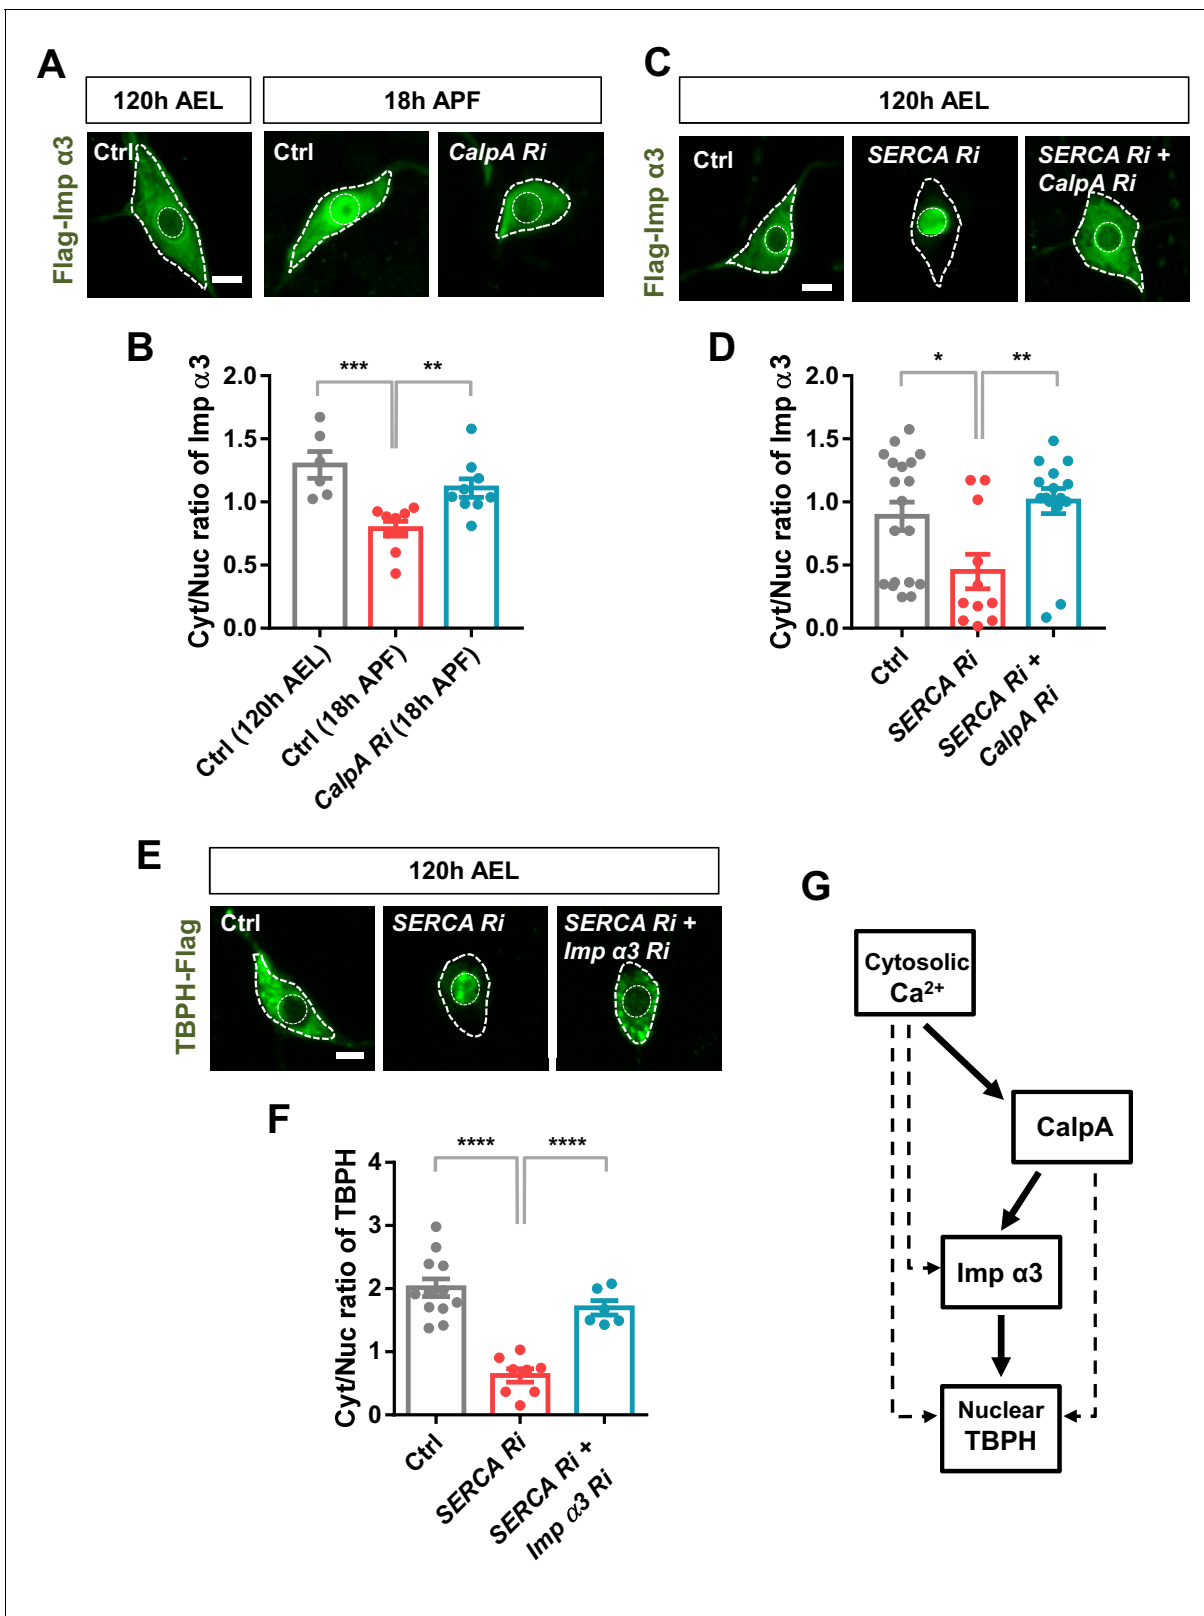 A
120h AEL
18h APF
Flag-Imp α3
Ctrl
Ctrl
CalpA Ri
B
Cyt/Nuc ratio of Imp α3
2.0
1.5
1.0
0.5
0.0
***
**
Ctrl (120h AEL)
Ctrl (18h APF)
CalpA Ri (18h APF)
C
120h AEL
Flag-Imp α3
Ctrl
SERCA Ri
SERCA Ri +
CalpA Ri
D
Cyt/Nuc ratio of Imp α3
2.0
1.5
1.0
0.5
0.0
*
**
Ctrl
SERCA Ri
SERCA Ri +
CalpA Ri
E
120h AEL
TBPH-Flag
Ctrl
SERCA Ri
SERCA Ri +
Imp α3 Ri
F
Cyt/Nuc ratio of TBPH
4
3
2
1
0
****
****
Ctrl
SERCA Ri
SERCA Ri +
Imp α3 Ri
G
Cytosolic
Ca²⁺
CalpA
Imp α3
Nuclear
TBPH